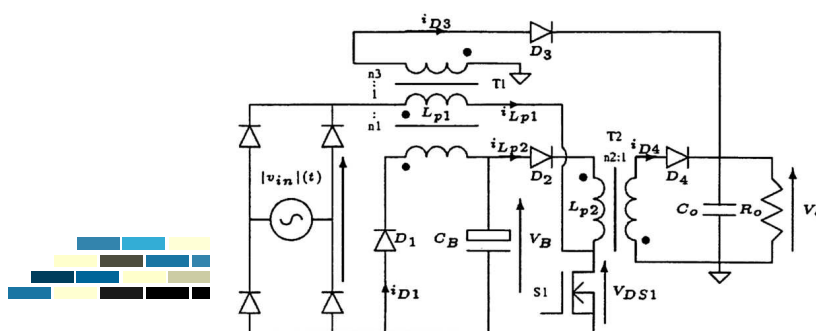 iD3
D3
n3
:
1
:
n1
T1
Lp1
iLp1
|vin|(t)
iLp2
D2
T2
n2:1
iD4
D4
Lp2
Co
Ro
D1
CB
VB
iD1
S1
VDS1